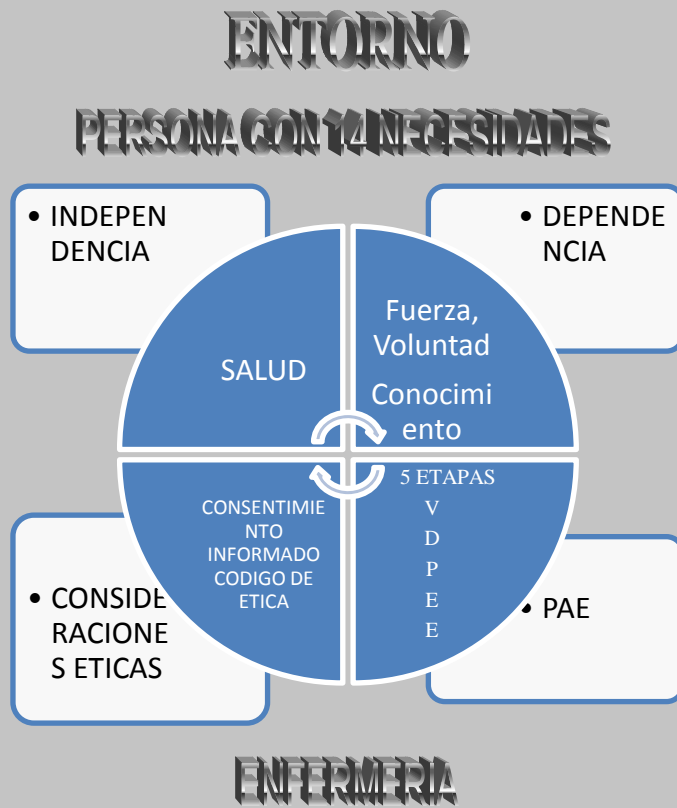 ENTORNO
PERSONA CON 14 NECESIDADES
• INDEPEN
DENCIA
• DEPENDE
NCIA
SALUD
Fuerza,
Voluntad
Conocimi
ento
CONSENTIMIE
NTO
INFORMADO
CODIGO DE
ETICA
5 ETAPAS
V
D
P
E
E
• CONSIDE
RACIONE
S ETICAS
• PAE
ENFERMERIA